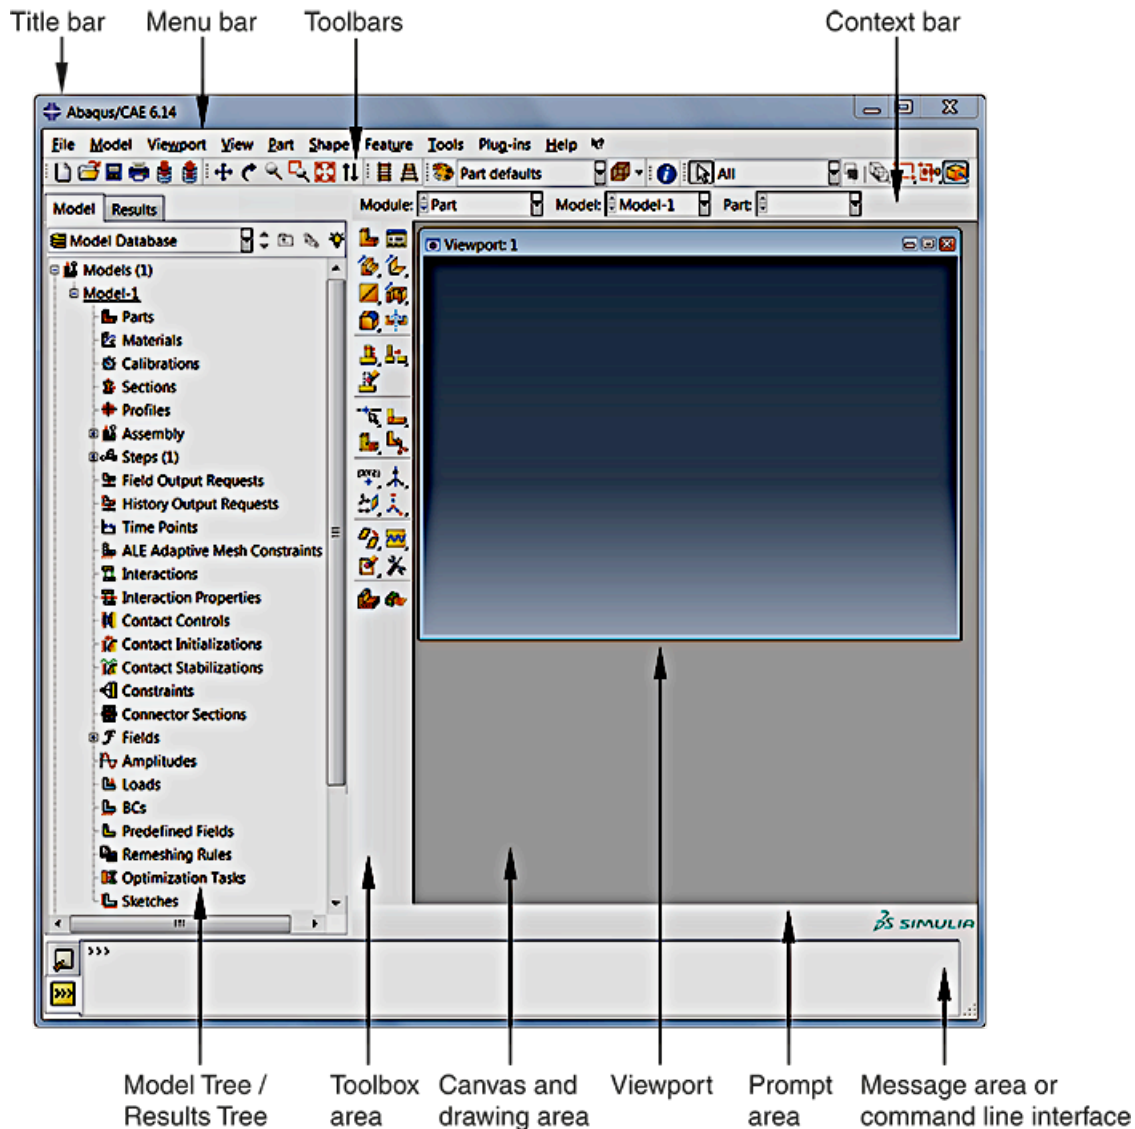 Title bar Menu bar Toolbars Context bar
Abaqus/CAE 6.14
File Model Viewport View Part Shape Feature Tools Plug-ins Help
Part defaults All
Model Results Module: Part Model: Model-1 Part:
Model Database
Viewport: 1
Models (1)
Model-1
Parts
Materials
Calibrations
Sections
Profiles
Assembly
Steps (1)
Field Output Requests
History Output Requests
Time Points
ALE Adaptive Mesh Constraints
Interactions
Interaction Properties
Contact Controls
Contact Initializations
Contact Stabilizations
Constraints
Connector Sections
Fields
Amplitudes
Loads
BCs
Predefined Fields
Remeshing Rules
Optimization Tasks
Sketches
SIMULIA
>>>
>>>
Model Tree / Results Tree
Toolbox area
Canvas and drawing area
Viewport
Prompt area
Message area or command line interface